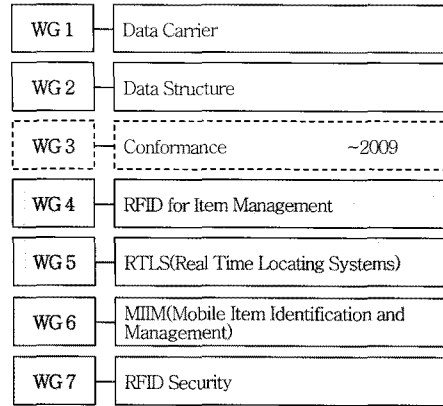 WG 1 Data Carrier
WG 2 Data Structure
WG 3 Conformance ~2009
WG 4 RFID for Item Management
WG 5 RTLS(Real Time Locating Systems)
WG 6 MIIM(Mobile Item Identification and
Management)
WG 7 RFID Security